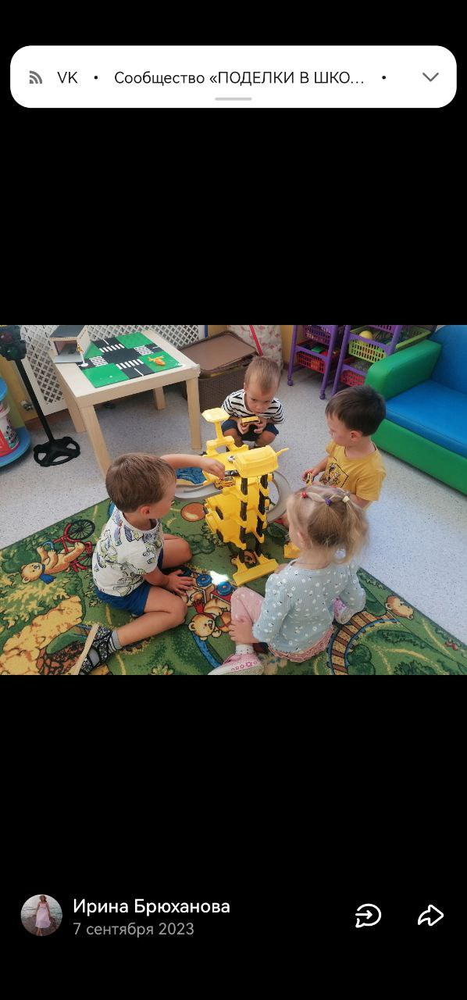 VK • Сообщество «ПОДЕЛКИ В ШКО... •
Ирина Брюханова
7 сентября 2023